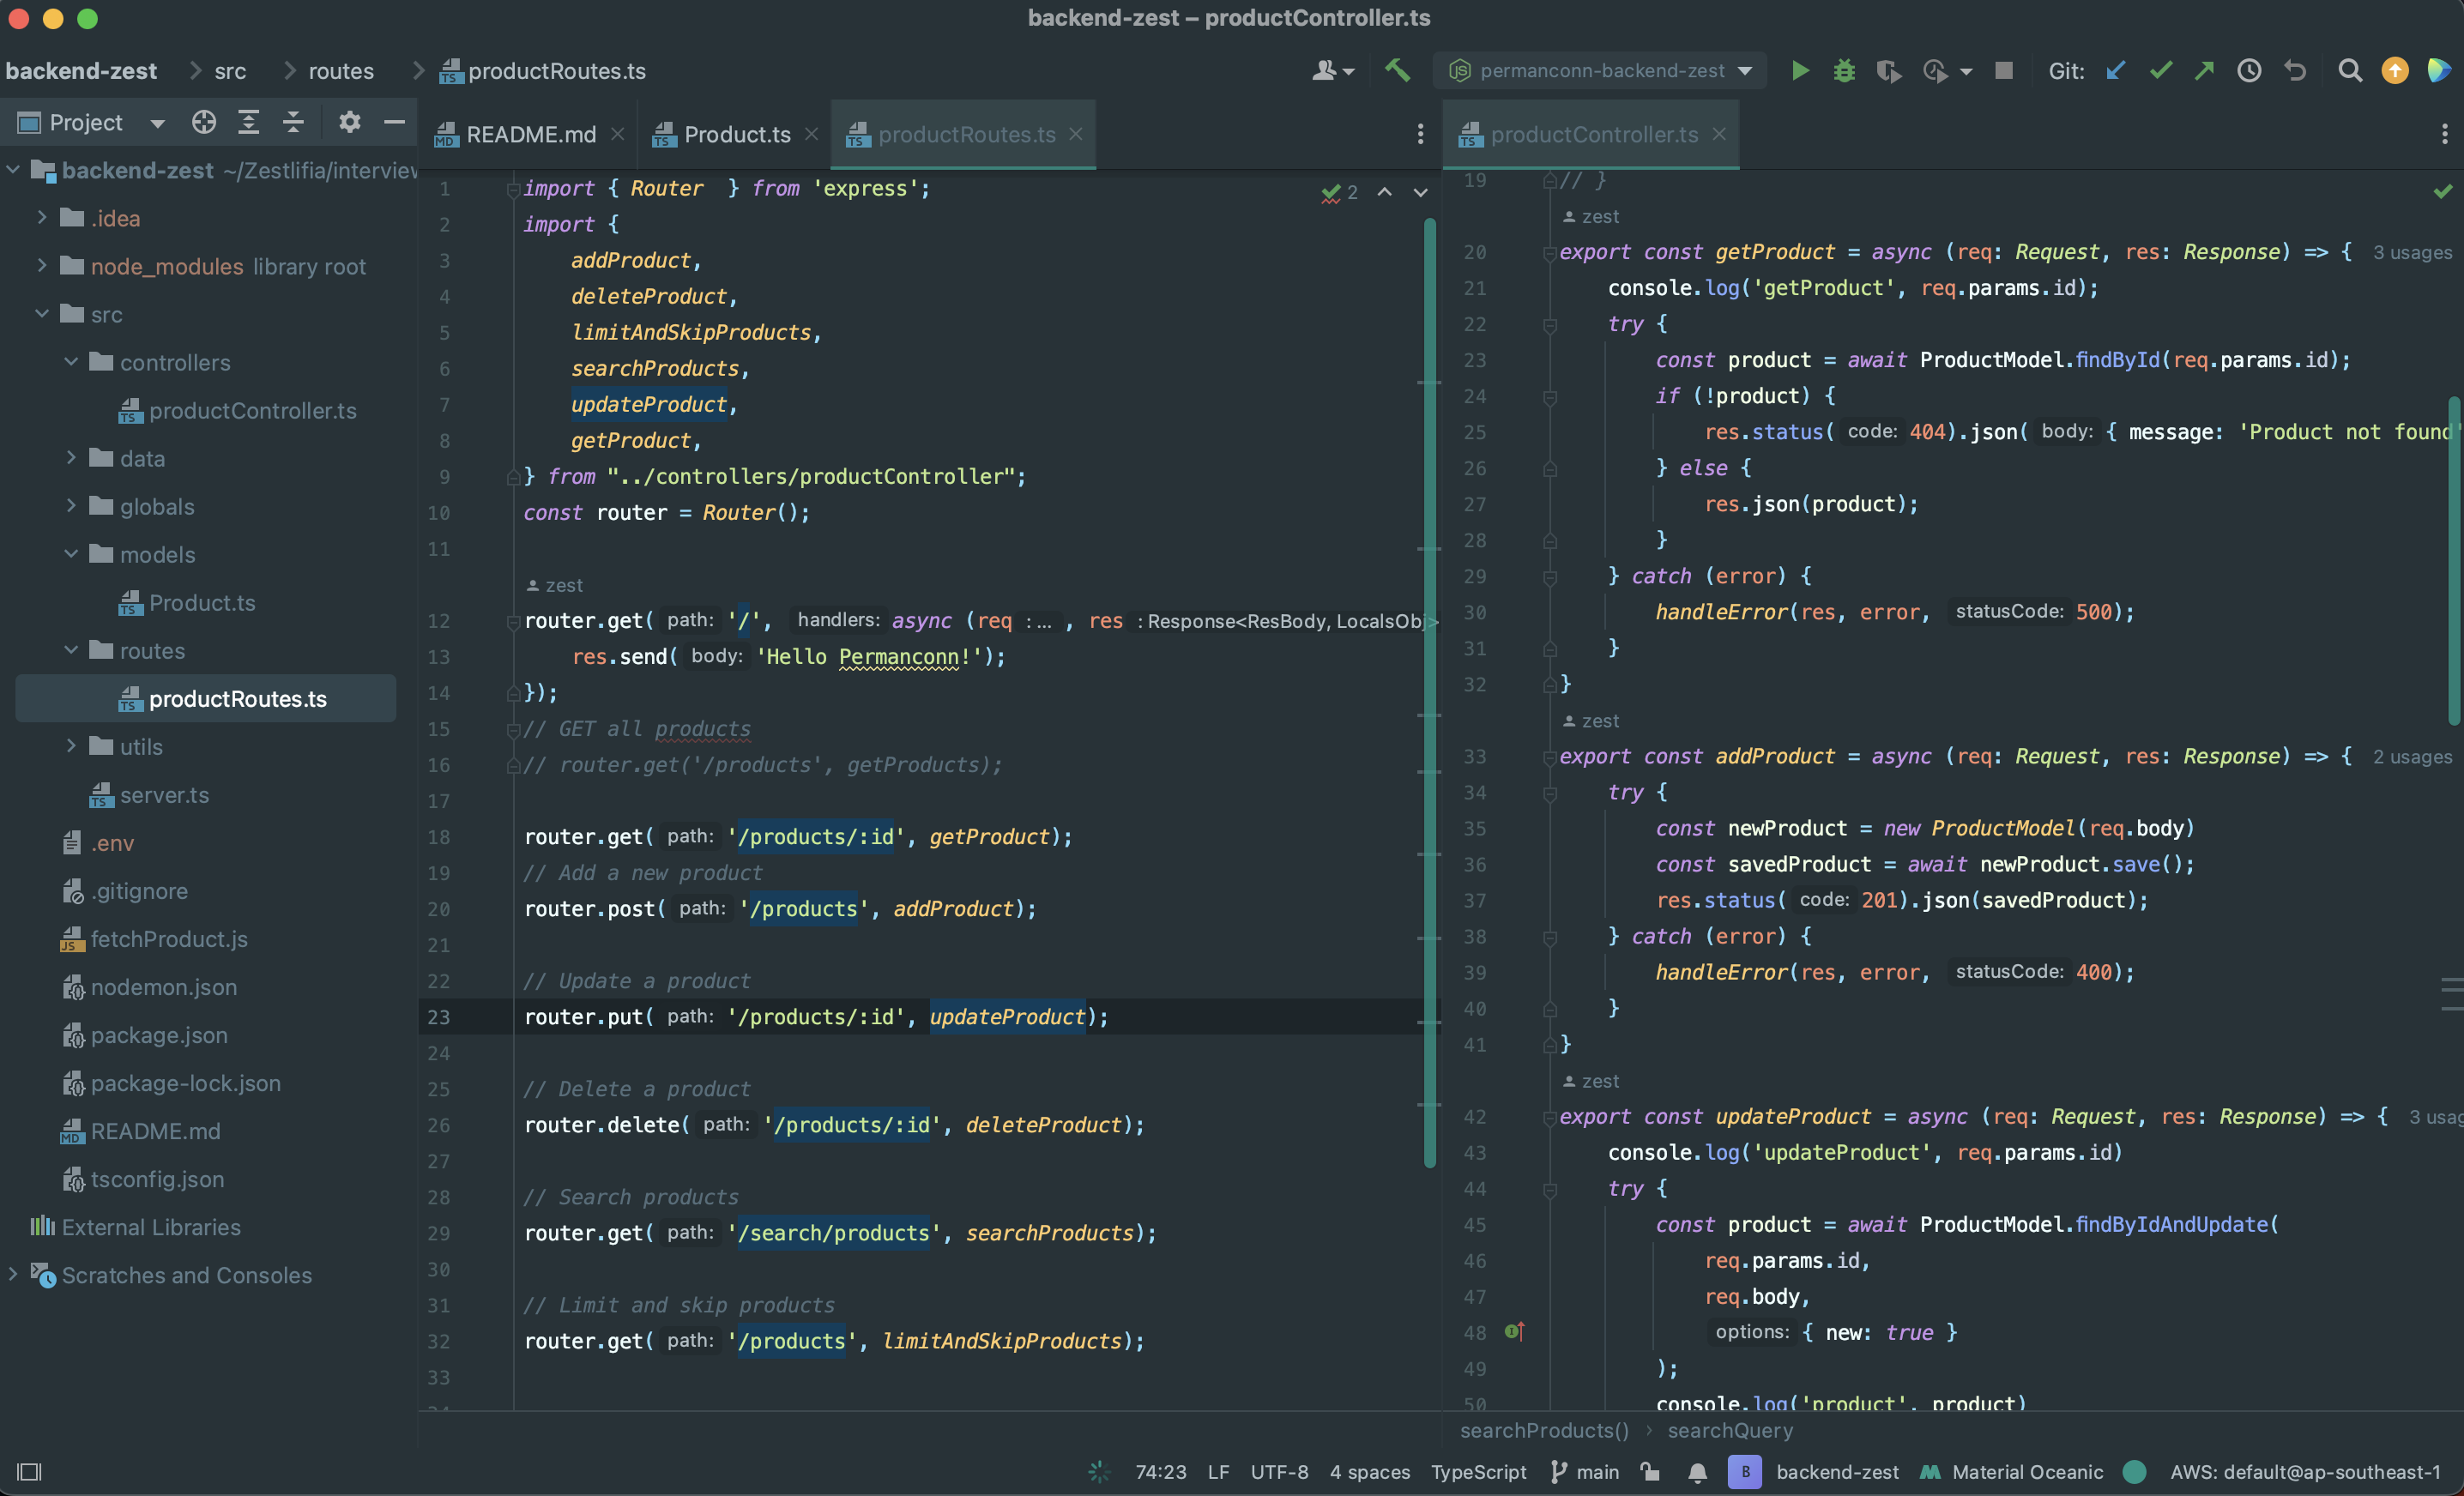 backend-zest – productController.ts
backend-zest src routes productRoutes.ts
permanconn-backend-zest Git:
Project
README.md Product.ts productRoutes.ts productController.ts
backend-zest ~/Zestlifia/interview
.idea
node_modules library root
src
controllers
productController.ts
data
globals
models
Product.ts
routes
productRoutes.ts
utils
server.ts
.env
.gitignore
fetchProduct.js
nodemon.json
package.json
package-lock.json
README.md
tsconfig.json
External Libraries
Scratches and Consoles
2
1 import { Router  } from 'express';
2 import {
3 addProduct,
4 deleteProduct,
5 limitAndSkipProducts,
6 searchProducts,
7 updateProduct,
8 getProduct,
9 } from "../controllers/productController";
10 const router = Router();
11
zest
12 router.get( path: '/', handlers: async (req :... , res : Response<ResBody, LocalsObj>
13 res.send( body: 'Hello Permanconn!');
14 });
15 // GET all products
16 // router.get('/products', getProducts);
17
18 router.get( path: '/products/:id', getProduct);
19 // Add a new product
20 router.post( path: '/products', addProduct);
21
22 // Update a product
23 router.put( path: '/products/:id', updateProduct);
24
25 // Delete a product
26 router.delete( path: '/products/:id', deleteProduct);
27
28 // Search products
29 router.get( path: '/search/products', searchProducts);
30
31 // Limit and skip products
32 router.get( path: '/products', limitAndSkipProducts);
33
19 // }
zest
20 export const getProduct = async (req: Request, res: Response) => { 3 usages
21 console.log('getProduct', req.params.id);
22 try {
23 const product = await ProductModel.findById(req.params.id);
24 if (!product) {
25 res.status( code: 404).json( body: { message: 'Product not found'
26 } else {
27 res.json(product);
28 }
29 } catch (error) {
30 handleError(res, error, statusCode: 500);
31 }
32 }
zest
33 export const addProduct = async (req: Request, res: Response) => { 2 usages
34 try {
35 const newProduct = new ProductModel(req.body)
36 const savedProduct = await newProduct.save();
37 res.status( code: 201).json(savedProduct);
38 } catch (error) {
39 handleError(res, error, statusCode: 400);
40 }
41 }
zest
42 export const updateProduct = async (req: Request, res: Response) => { 3 usag
43 console.log('updateProduct', req.params.id)
44 try {
45 const product = await ProductModel.findByIdAndUpdate(
46 req.params.id,
47 req.body,
48 options: { new: true }
49 );
50 console.log('product', product)
searchProducts() searchQuery
74:23 LF UTF-8 4 spaces TypeScript main B backend-zest Material Oceanic AWS: default@ap-southeast-1